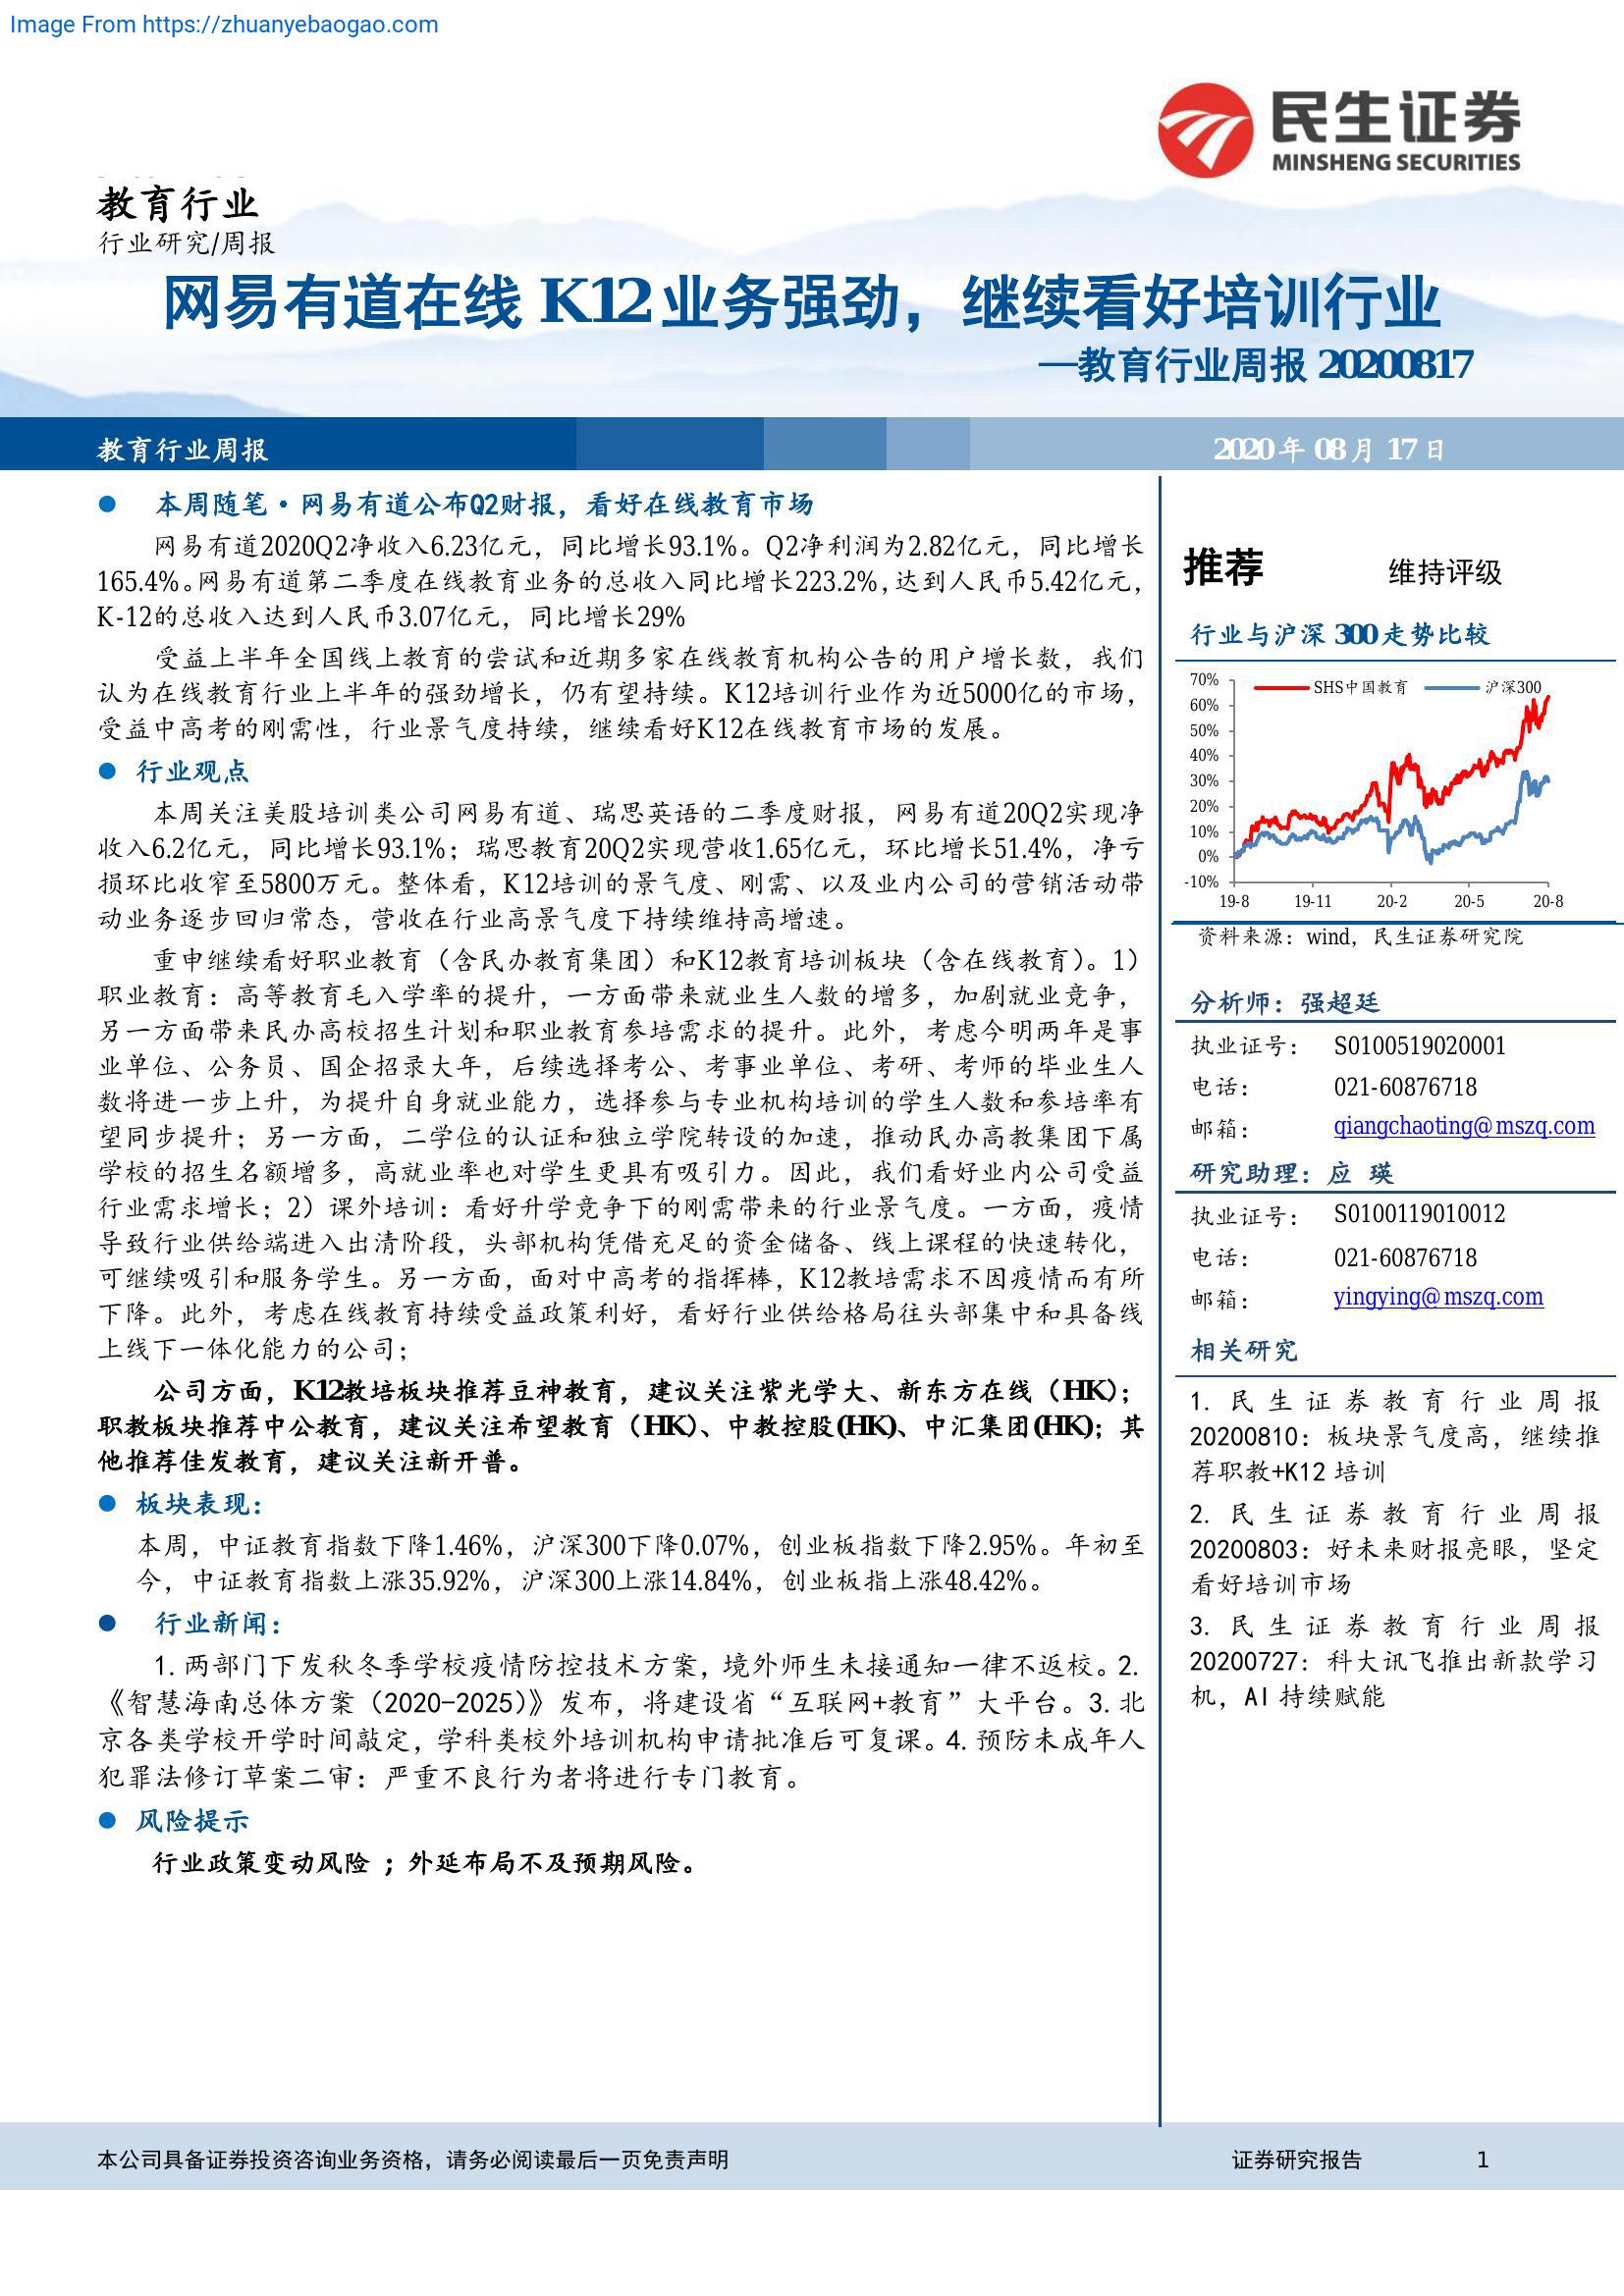 Image From https://zhuanyebaogao.com
民生证券
MINSHENG SECURITIES
教育行业
行业研究/周报
网易有道在线 K12 业务强劲，继续看好培训行业
—教育行业周报 20200817
教育行业周报
2020 年 08 月 17 日
● 本周随笔·网易有道公布Q2财报，看好在线教育市场
网易有道2020Q2净收入6.23亿元，同比增长93.1%。Q2净利润为2.82亿元，同比增长
165.4%。网易有道第二季度在线教育业务的总收入同比增长223.2%,达到人民币5.42亿元，
K-12的总收入达到人民币3.07亿元，同比增长29%
受益上半年全国线上教育的尝试和近期多家在线教育机构公告的用户增长数，我们
认为在线教育行业上半年的强劲增长，仍有望持续。K12培训行业作为近5000亿的市场，
受益中高考的刚需性，行业景气度持续，继续看好K12在线教育市场的发展。
● 行业观点
本周关注美股培训类公司网易有道、瑞思英语的二季度财报，网易有道20Q2实现净
收入6.2亿元，同比增长93.1%；瑞思教育20Q2实现营收1.65亿元，环比增长51.4%，净亏
损环比收窄至5800万元。整体看，K12培训的景气度、刚需、以及业内公司的营销活动带
动业务逐步回归常态，营收在行业高景气度下持续维持高增速。
重申继续看好职业教育（含民办教育集团）和K12教育培训板块（含在线教育）。1）
职业教育：高等教育毛入学率的提升，一方面带来就业生人数的增多，加剧就业竞争，
另一方面带来民办高校招生计划和职业教育参培需求的提升。此外，考虑今明两年是事
业单位、公务员、国企招录大年，后续选择考公、考事业单位、考研、考师的毕业生人
数将进一步上升，为提升自身就业能力，选择参与专业机构培训的学生人数和参培率有
望同步提升；另一方面，二学位的认证和独立学院转设的加速，推动民办高教集团下属
学校的招生名额增多，高就业率也对学生更具有吸引力。因此，我们看好业内公司受益
行业需求增长；2）课外培训：看好升学竞争下的刚需带来的行业景气度。一方面，疫情
导致行业供给端进入出清阶段，头部机构凭借充足的资金储备、线上课程的快速转化，
可继续吸引和服务学生。另一方面，面对中高考的指挥棒，K12教培需求不因疫情而有所
下降。此外，考虑在线教育持续受益政策利好，看好行业供给格局往头部集中和具备线
上线下一体化能力的公司；
公司方面，K12教培板块推荐豆神教育，建议关注紫光学大、新东方在线（HK）；
职教板块推荐中公教育，建议关注希望教育（HK）、中教控股(HK)、中汇集团(HK)；其
他推荐佳发教育，建议关注新开普。
● 板块表现：
本周，中证教育指数下降1.46%，沪深300下降0.07%，创业板指数下降2.95%。年初至
今，中证教育指数上涨35.92%，沪深300上涨14.84%，创业板指上涨48.42%。
● 行业新闻：
1.两部门下发秋冬季学校疫情防控技术方案,境外师生未接通知一律不返校。2.
《智慧海南总体方案（2020-2025）》发布，将建设省“互联网+教育”大平台。3.北
京各类学校开学时间敲定，学科类校外培训机构申请批准后可复课。4.预防未成年人
犯罪法修订草案二审：严重不良行为者将进行专门教育。
● 风险提示
行业政策变动风险 ；外延布局不及预期风险。
推荐 维持评级
行业与沪深 300 走势比较
SHS中国教育 沪深300
70%
60%
50%
40%
30%
20%
10%
0%
-10%
19-8 19-11 20-2 20-5 20-8
资料来源：wind，民生证券研究院
分析师：强超廷
执业证号： S0100519020001
电话： 021-60876718
邮箱： qiangchaoting@mszq.com
研究助理：应 瑛
执业证号： S0100119010012
电话： 021-60876718
邮箱： yingying@mszq.com
相关研究
1. 民生证券教育行业周报
20200810：板块景气度高，继续推
荐职教+K12 培训
2. 民生证券教育行业周报
20200803：好未来财报亮眼，坚定
看好培训市场
3. 民生证券教育行业周报
20200727：科大讯飞推出新款学习
机，AI 持续赋能
本公司具备证券投资咨询业务资格，请务必阅读最后一页免责声明
证券研究报告 1